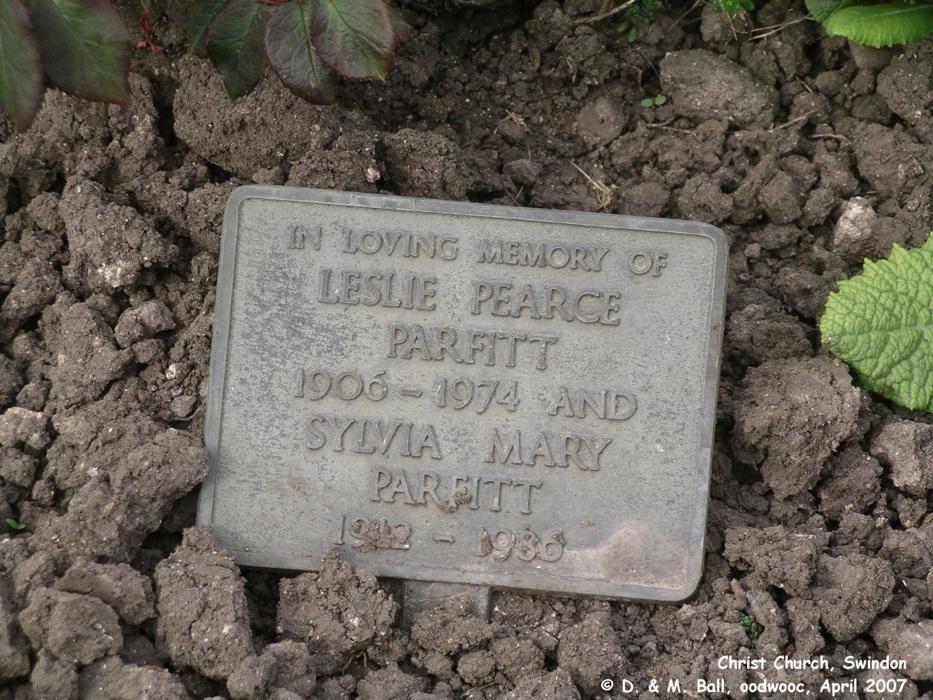 IN LOVING MEMORY OF
LESLIE PEARCE
PARFITT
1906 – 1974 AND
SYLVIA MARY
PARFITT
1912 – 1986
Christ Church, Swindon
© D. & M. Ball, oodwooc, April 2007